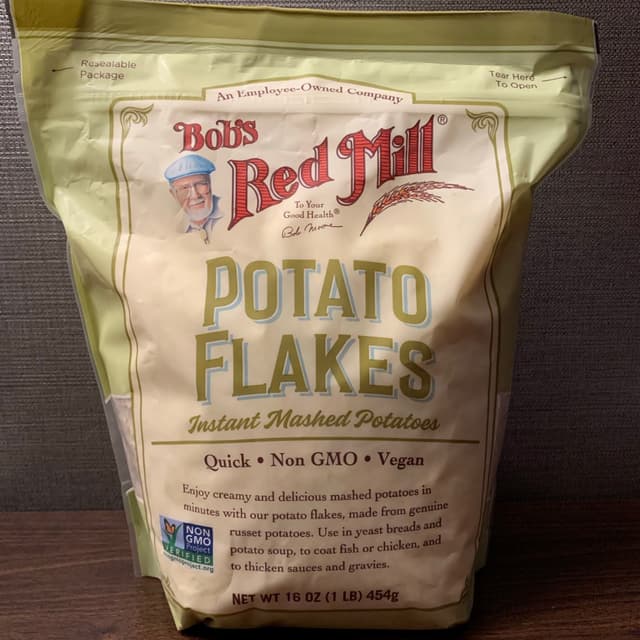 Resealable
Package
Tear Here
To Open
An Employee-Owned Company
Bob's
Red Mill®
To Your
Good Health®
Bob Moore
POTATO
FLAKES
Instant Mashed Potatoes
Quick • Non GMO • Vegan
Enjoy creamy and delicious mashed potatoes in
minutes with our potato flakes, made from genuine
russet potatoes. Use in yeast breads and
potato soup, to coat fish or chicken, and
to thicken sauces and gravies.
NON
GMO
Project
VERIFIED
NET WT 16 OZ (1 LB) 454g